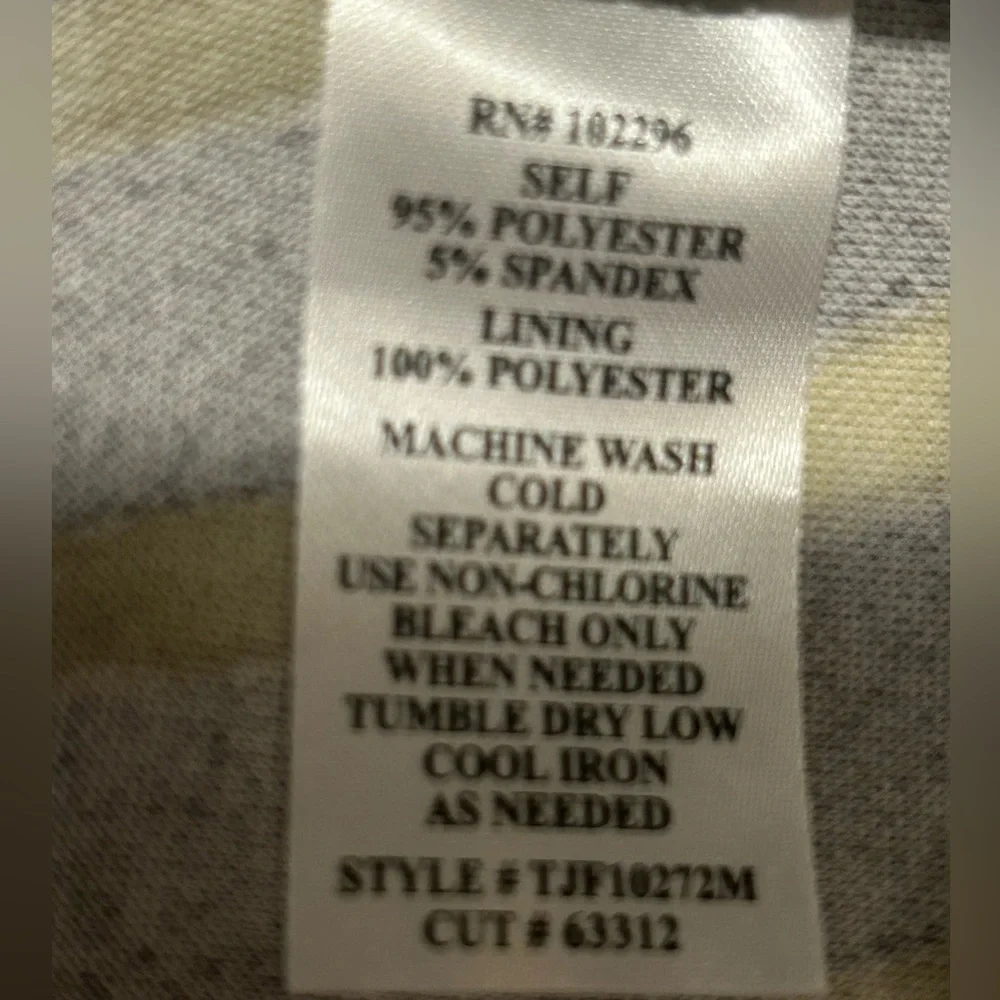 RN# 102296
SELF
95% POLYESTER
5% SPANDEX
LINING
100% POLYESTER
MACHINE WASH
COLD
SEPARATELY
USE NON-CHLORINE
BLEACH ONLY
WHEN NEEDED
TUMBLE DRY LOW
COOL IRON
AS NEEDED
STYLE # TJF10272M
CUT # 63312